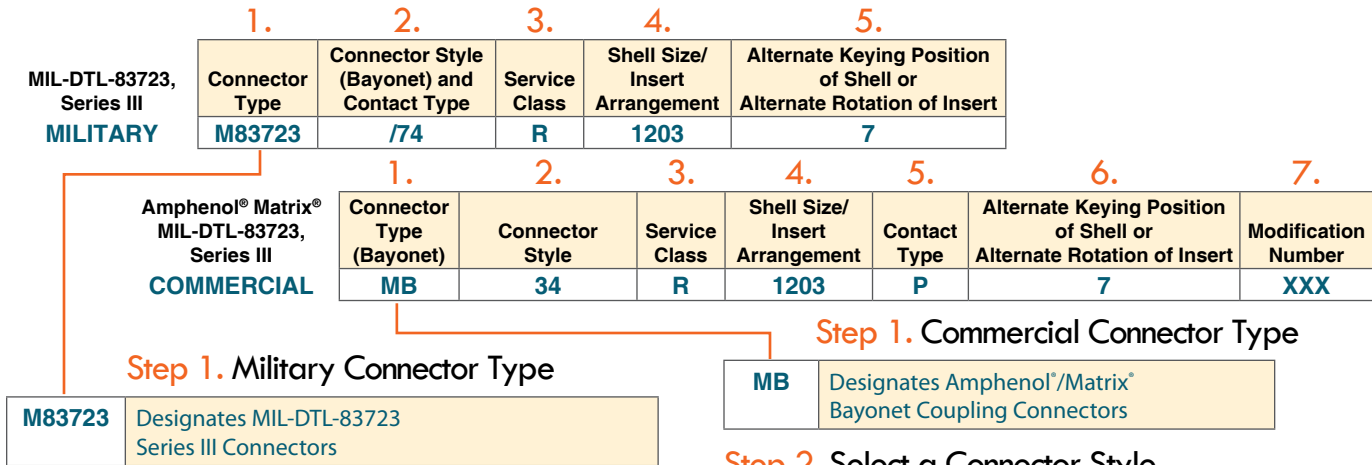 1. 2. 3. 4. 5.
MIL-DTL-83723,
Series III
MILITARY
Connector
Type
Connector Style
(Bayonet) and
Contact Type
Service
Class
Shell Size/
Insert
Arrangement
Alternate Keying Position
of Shell or
Alternate Rotation of Insert
M83723 /74 R 1203 7
1. 2. 3. 4. 5. 6. 7.
Amphenol® Matrix®
MIL-DTL-83723,
Series III
COMMERCIAL
Connector
Type
(Bayonet)
Connector
Style
Service
Class
Shell Size/
Insert
Arrangement
Contact
Type
Alternate Keying Position
of Shell or
Alternate Rotation of Insert
Modification
Number
MB 34 R 1203 P 7 XXX
Step 1. Military Connector Type
M83723 Designates MIL-DTL-83723
Series III Connectors
Step 1. Commercial Connector Type
MB Designates Amphenol®/Matrix®
Bayonet Coupling Connectors
Step 2. Select a Connector Style